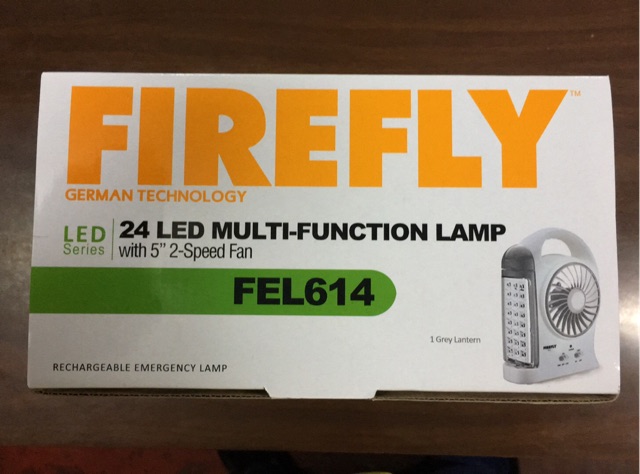 FIREFLY™
GERMAN TECHNOLOGY
LED
Series
24 LED MULTI-FUNCTION LAMP
with 5" 2-Speed Fan
FEL614
1 Grey Lantern
FIREFLY
RECHARGEABLE EMERGENCY LAMP